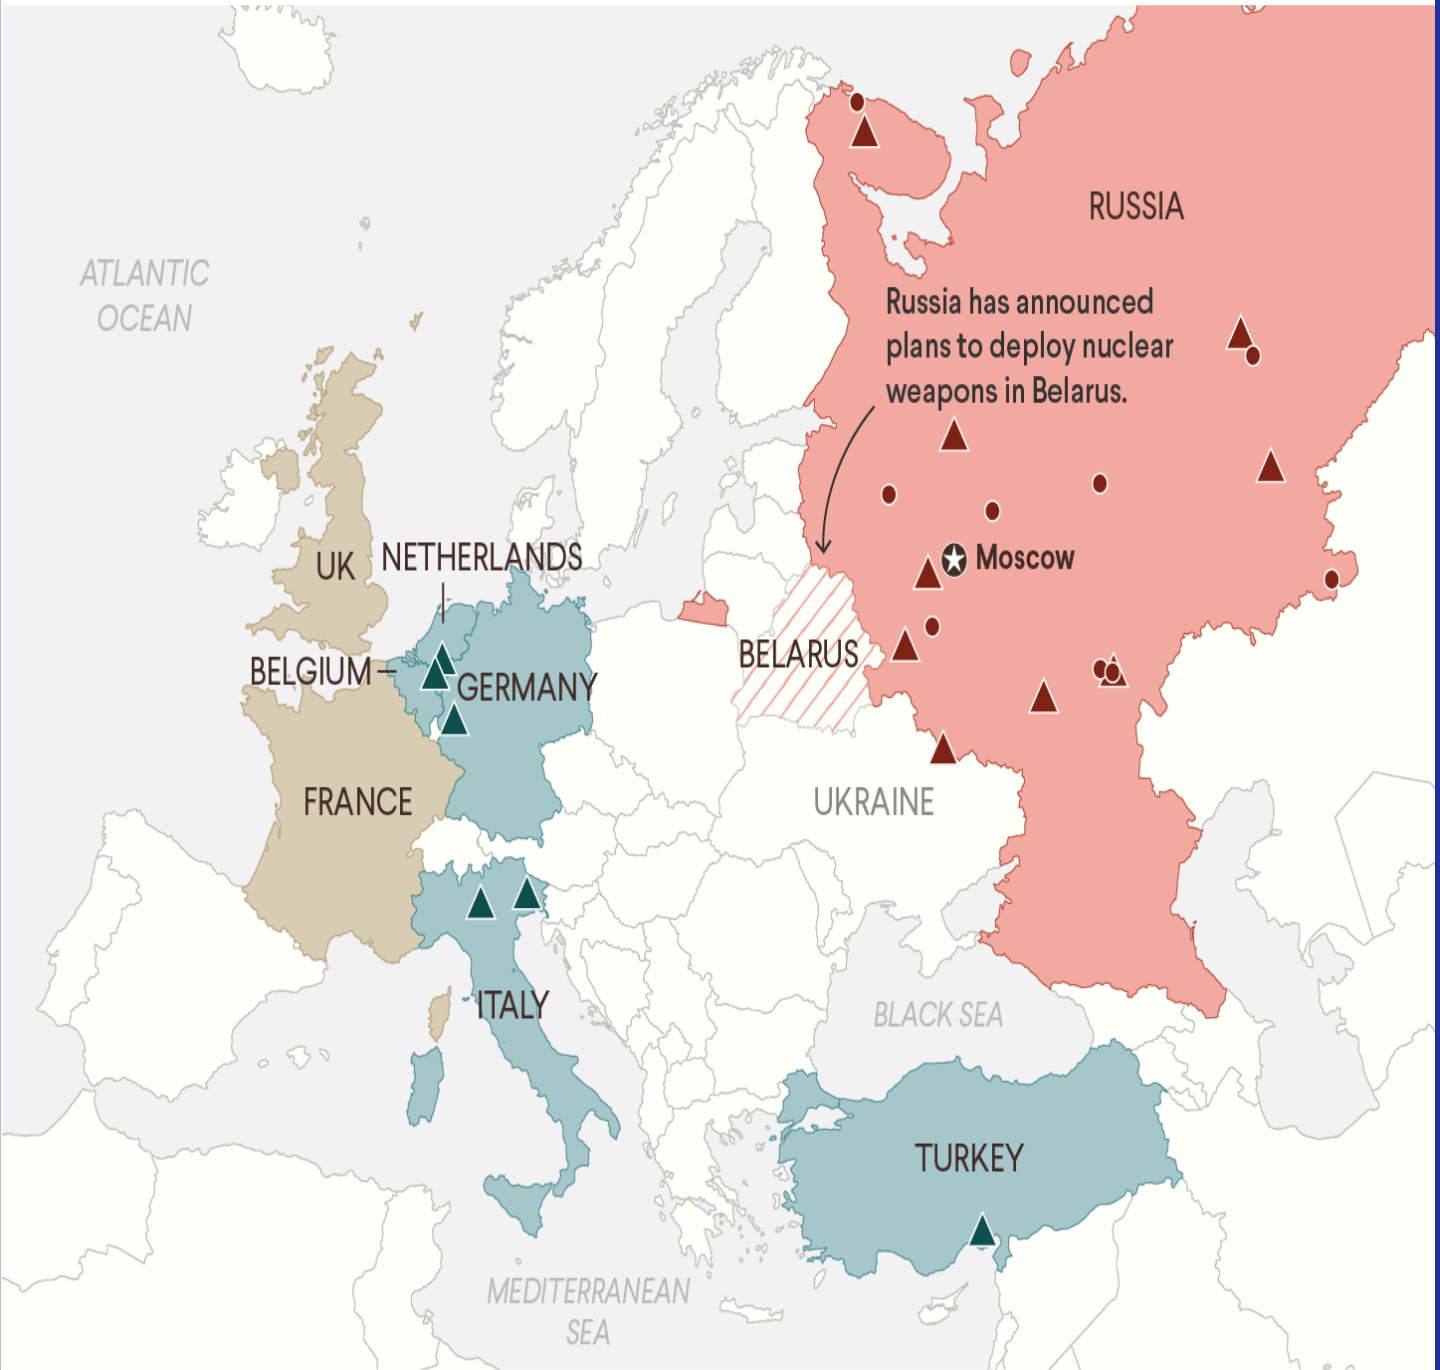 RUSSIA
ATLANTIC
OCEAN
Russia has announced
plans to deploy nuclear
weapons in Belarus.
UK
NETHERLANDS
Moscow
BELGIUM
GERMANY
BELARUS
FRANCE
UKRAINE
ITALY
BLACK SEA
TURKEY
MEDITERRANEAN
SEA